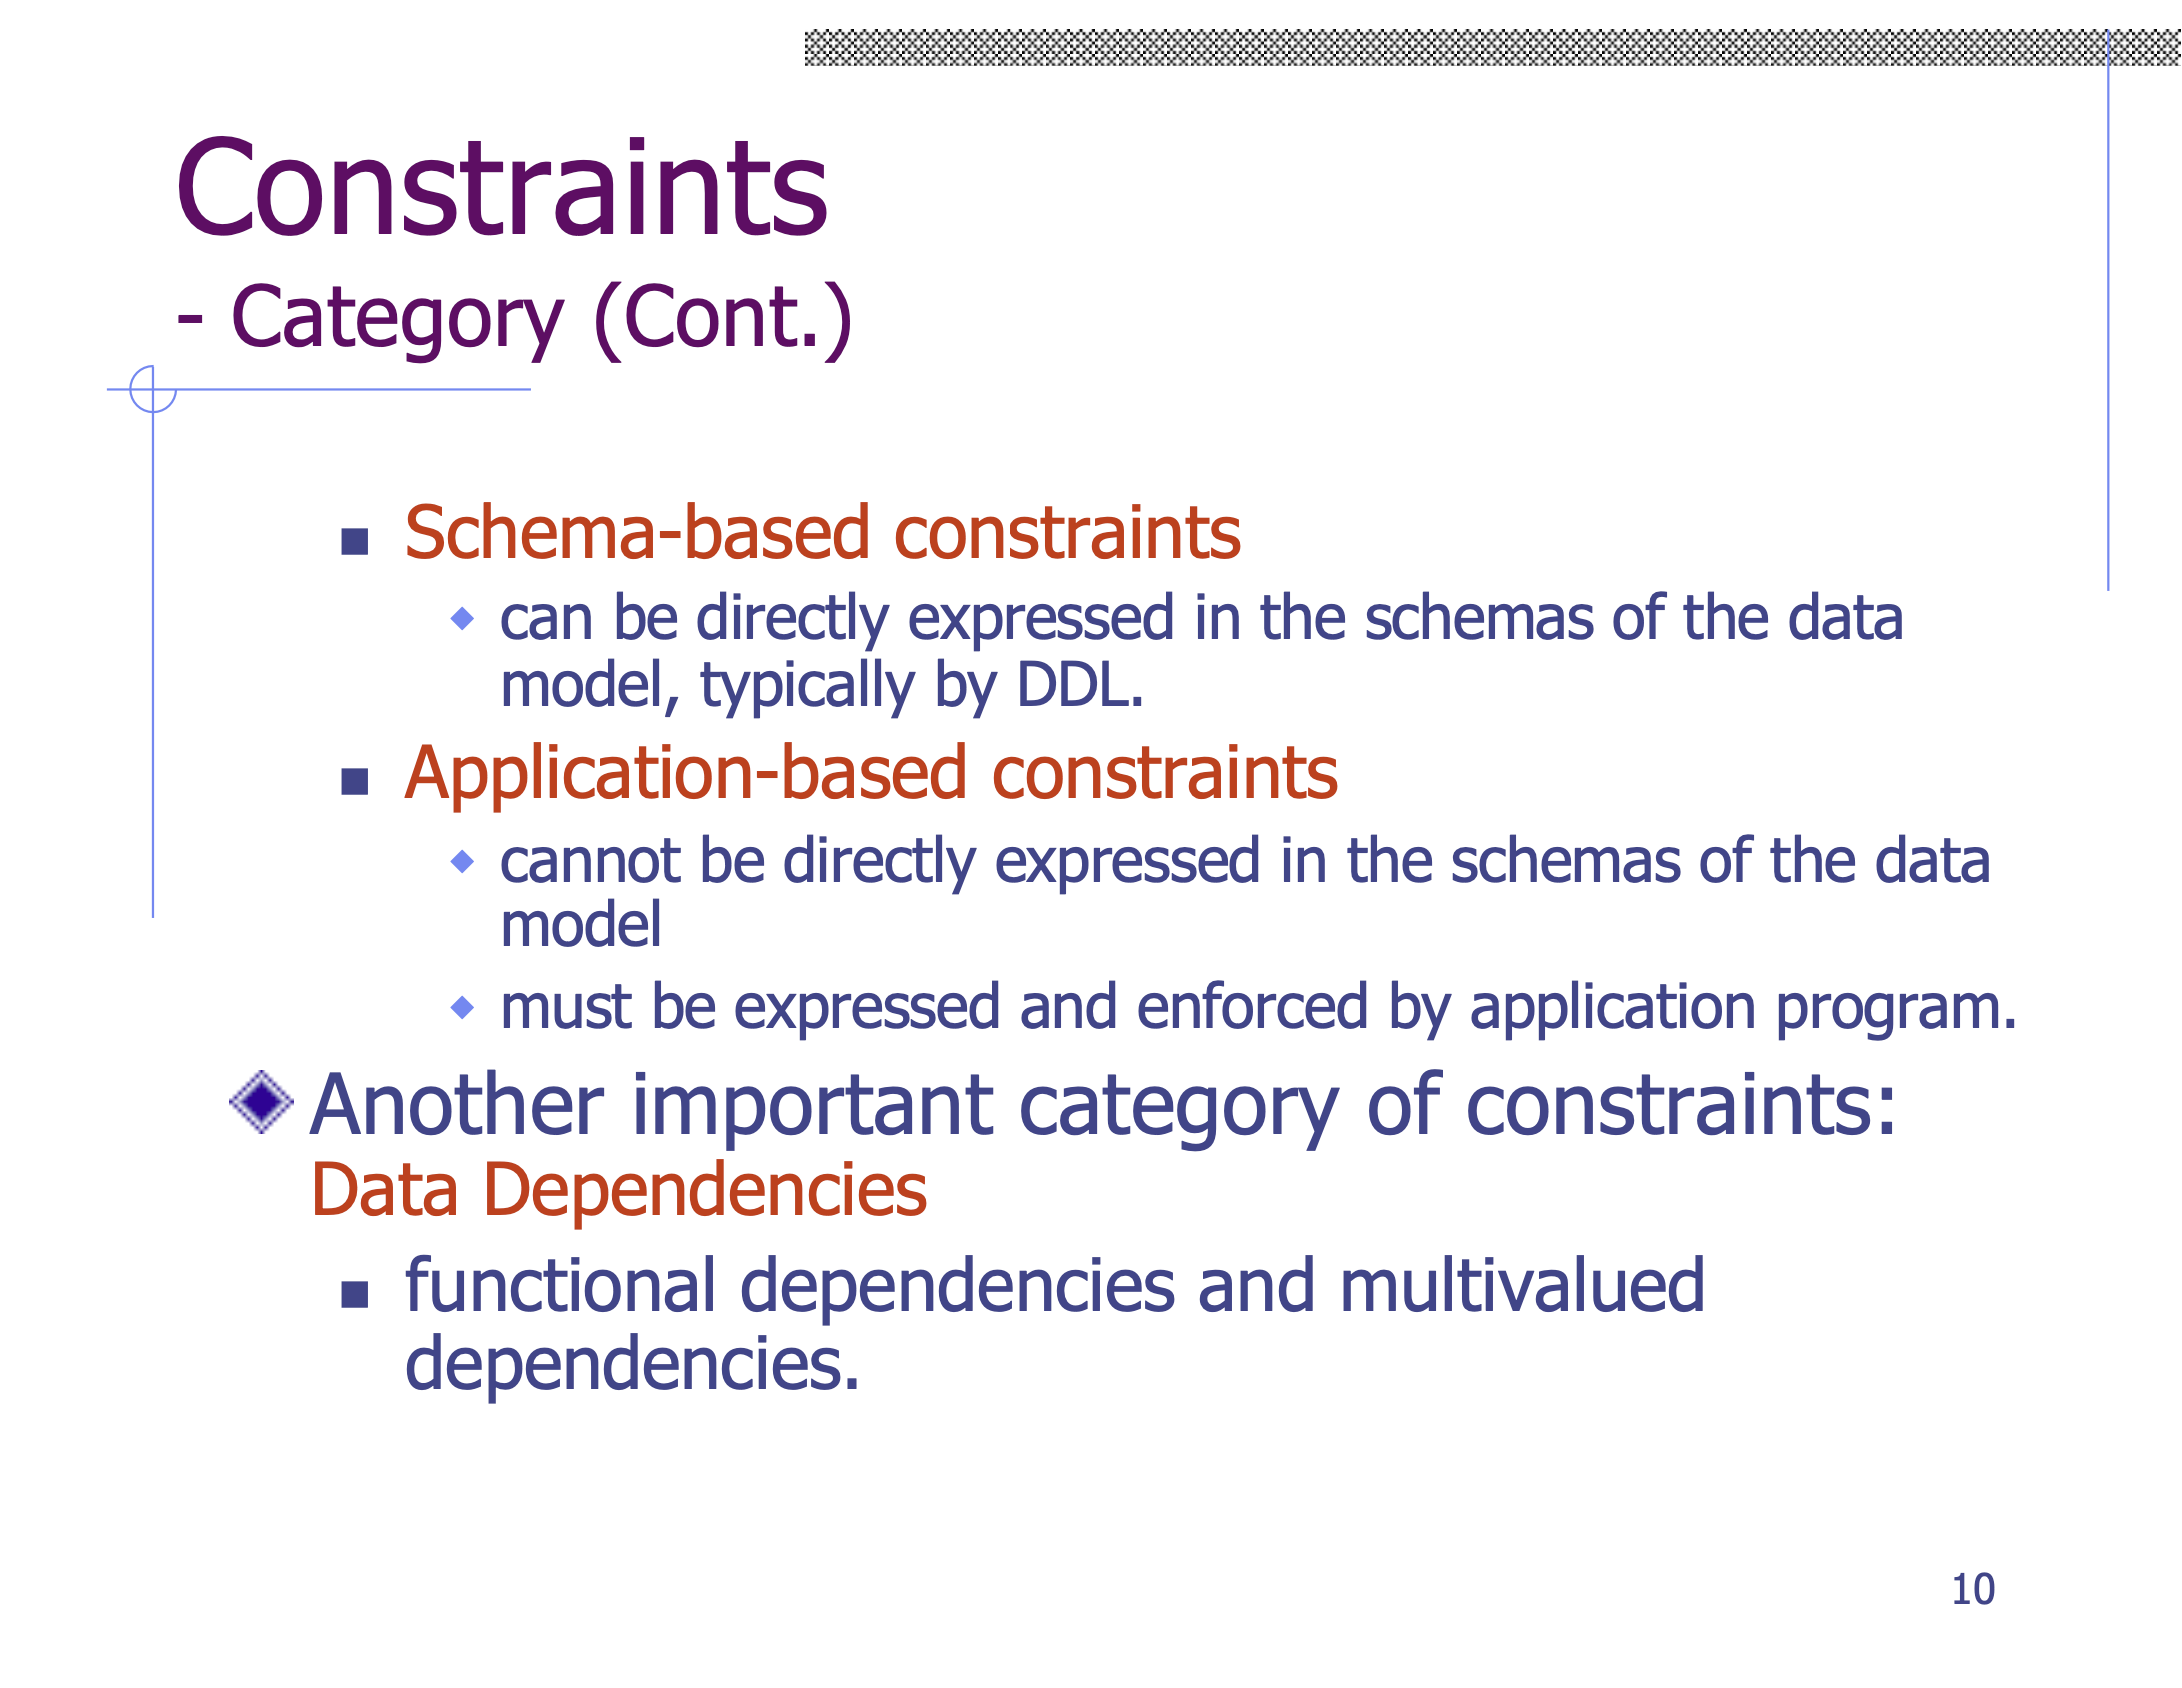 Constraints
- Category (Cont.)
Schema-based constraints
can be directly expressed in the schemas of the data
model, typically by DDL.
Application-based constraints
cannot be directly expressed in the schemas of the data
model
must be expressed and enforced by application program.
Another important category of constraints:
Data Dependencies
functional dependencies and multivalued
dependencies.
10